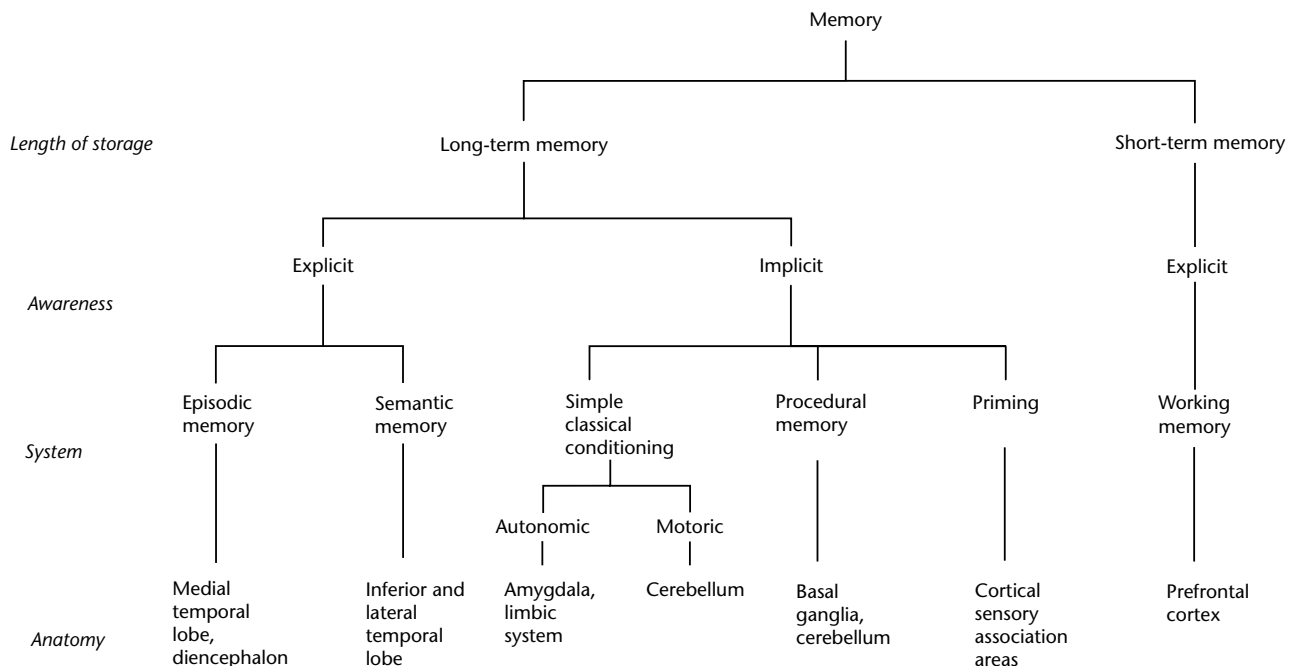 Memory
Length of storage
Long-term memory
Short-term memory
Explicit
Implicit
Explicit
Awareness
Episodic
memory
Semantic
memory
Simple
classical
conditioning
Procedural
memory
Priming
Working
memory
System
Autonomic
Motoric
Medial
temporal
lobe,
diencephalon
Inferior and
lateral
temporal
lobe
Amygdala,
limbic
system
Cerebellum
Basal
ganglia,
cerebellum
Cortical
sensory
association
areas
Prefrontal
cortex
Anatomy